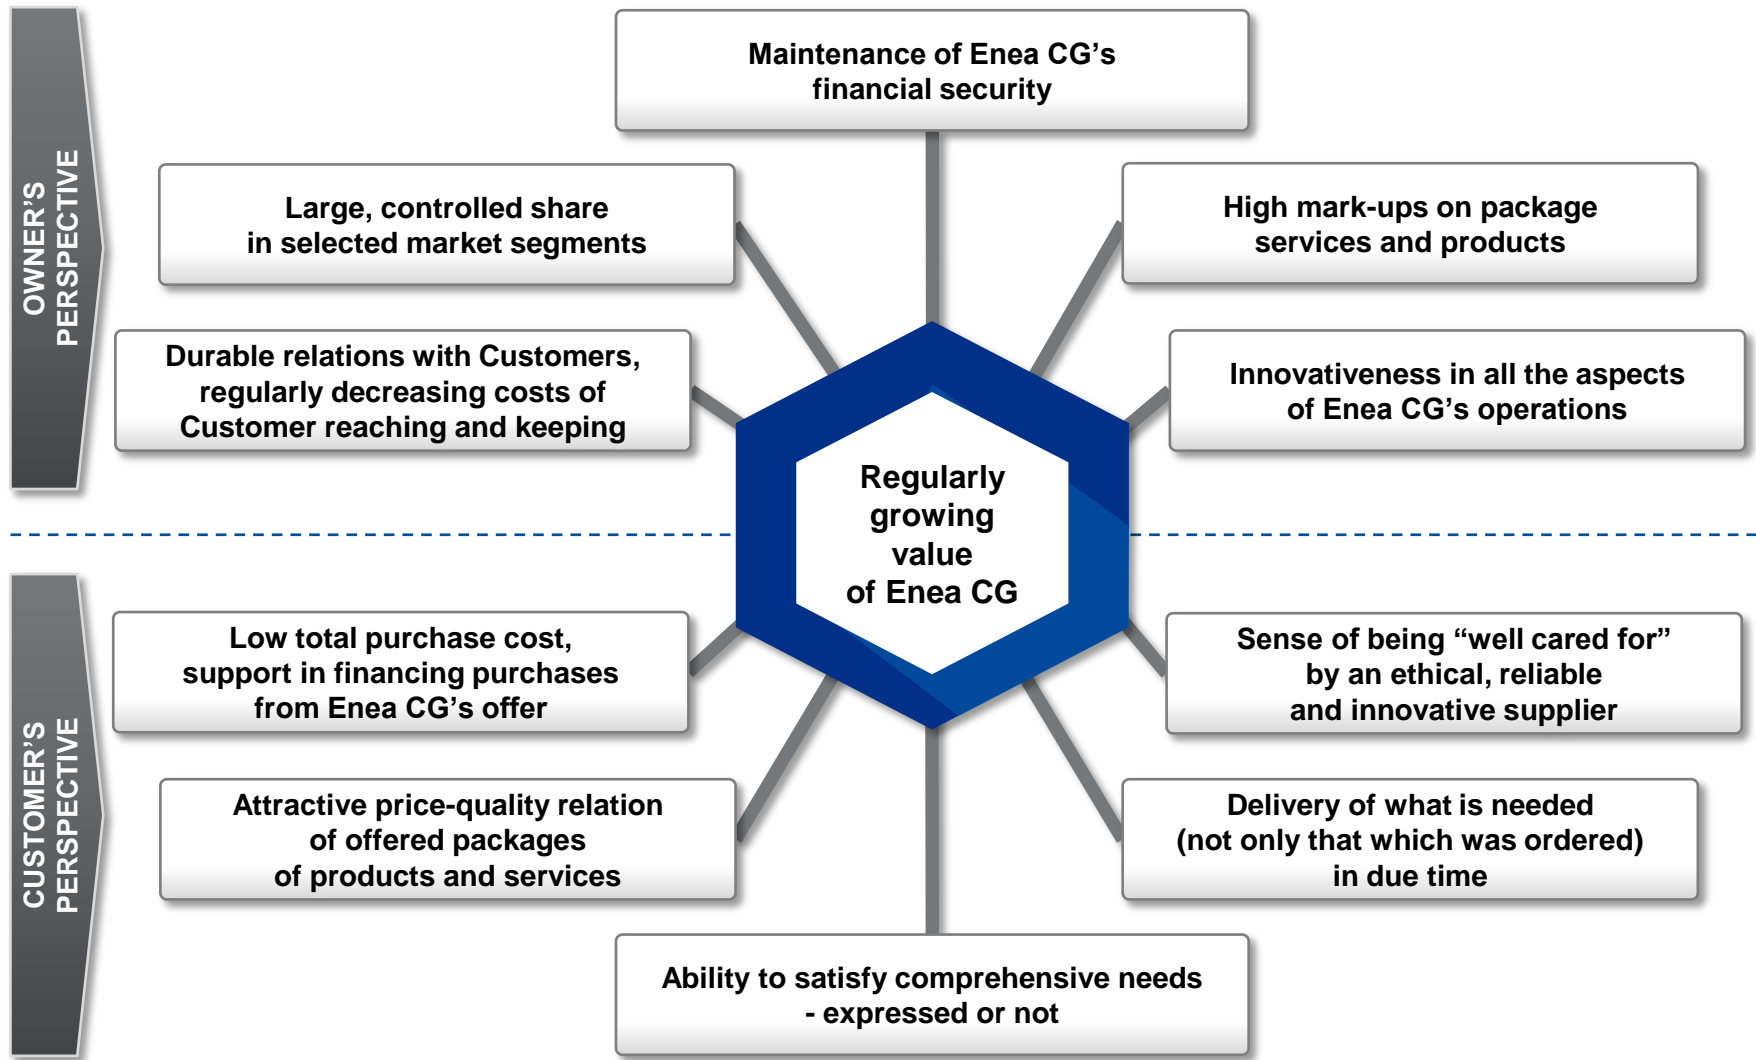 OWNER'S
PERSPECTIVE
Maintenance of Enea CG's
financial security
Large, controlled share
in selected market segments
High mark-ups on package
services and products
Durable relations with Customers,
regularly decreasing costs of
Customer reaching and keeping
Innovativeness in all the aspects
of Enea CG's operations
Regularly
growing
value
of Enea CG
CUSTOMER'S
PERSPECTIVE
Low total purchase cost,
support in financing purchases
from Enea CG's offer
Sense of being “well cared for”
by an ethical, reliable
and innovative supplier
Attractive price-quality relation
of offered packages
of products and services
Delivery of what is needed
(not only that which was ordered)
in due time
Ability to satisfy comprehensive needs
- expressed or not